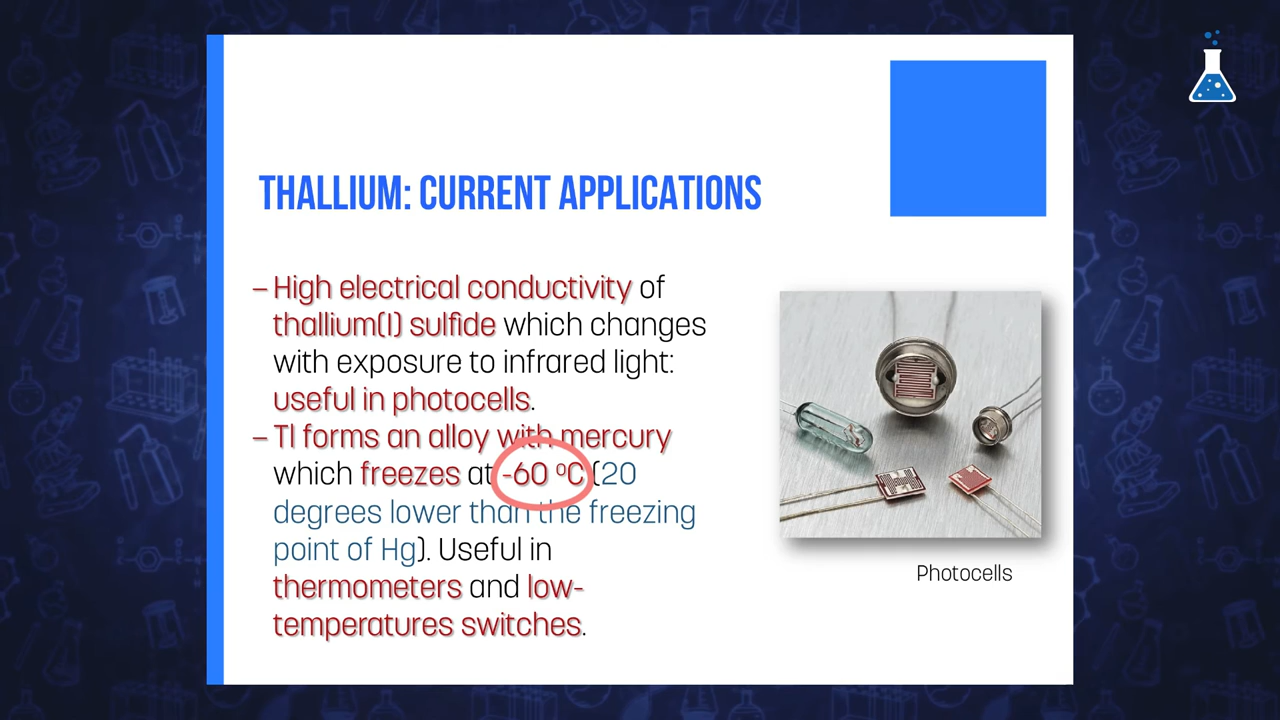 THALLIUM: CURRENT APPLICATIONS
– High electrical conductivity of
thallium(I) sulfide which changes
with exposure to infrared light:
useful in photocells.
– Tl forms an alloy with mercury
which freezes at -60 ºC (20
degrees lower than the freezing
point of Hg). Useful in
thermometers and low-
temperatures switches.
Photocells